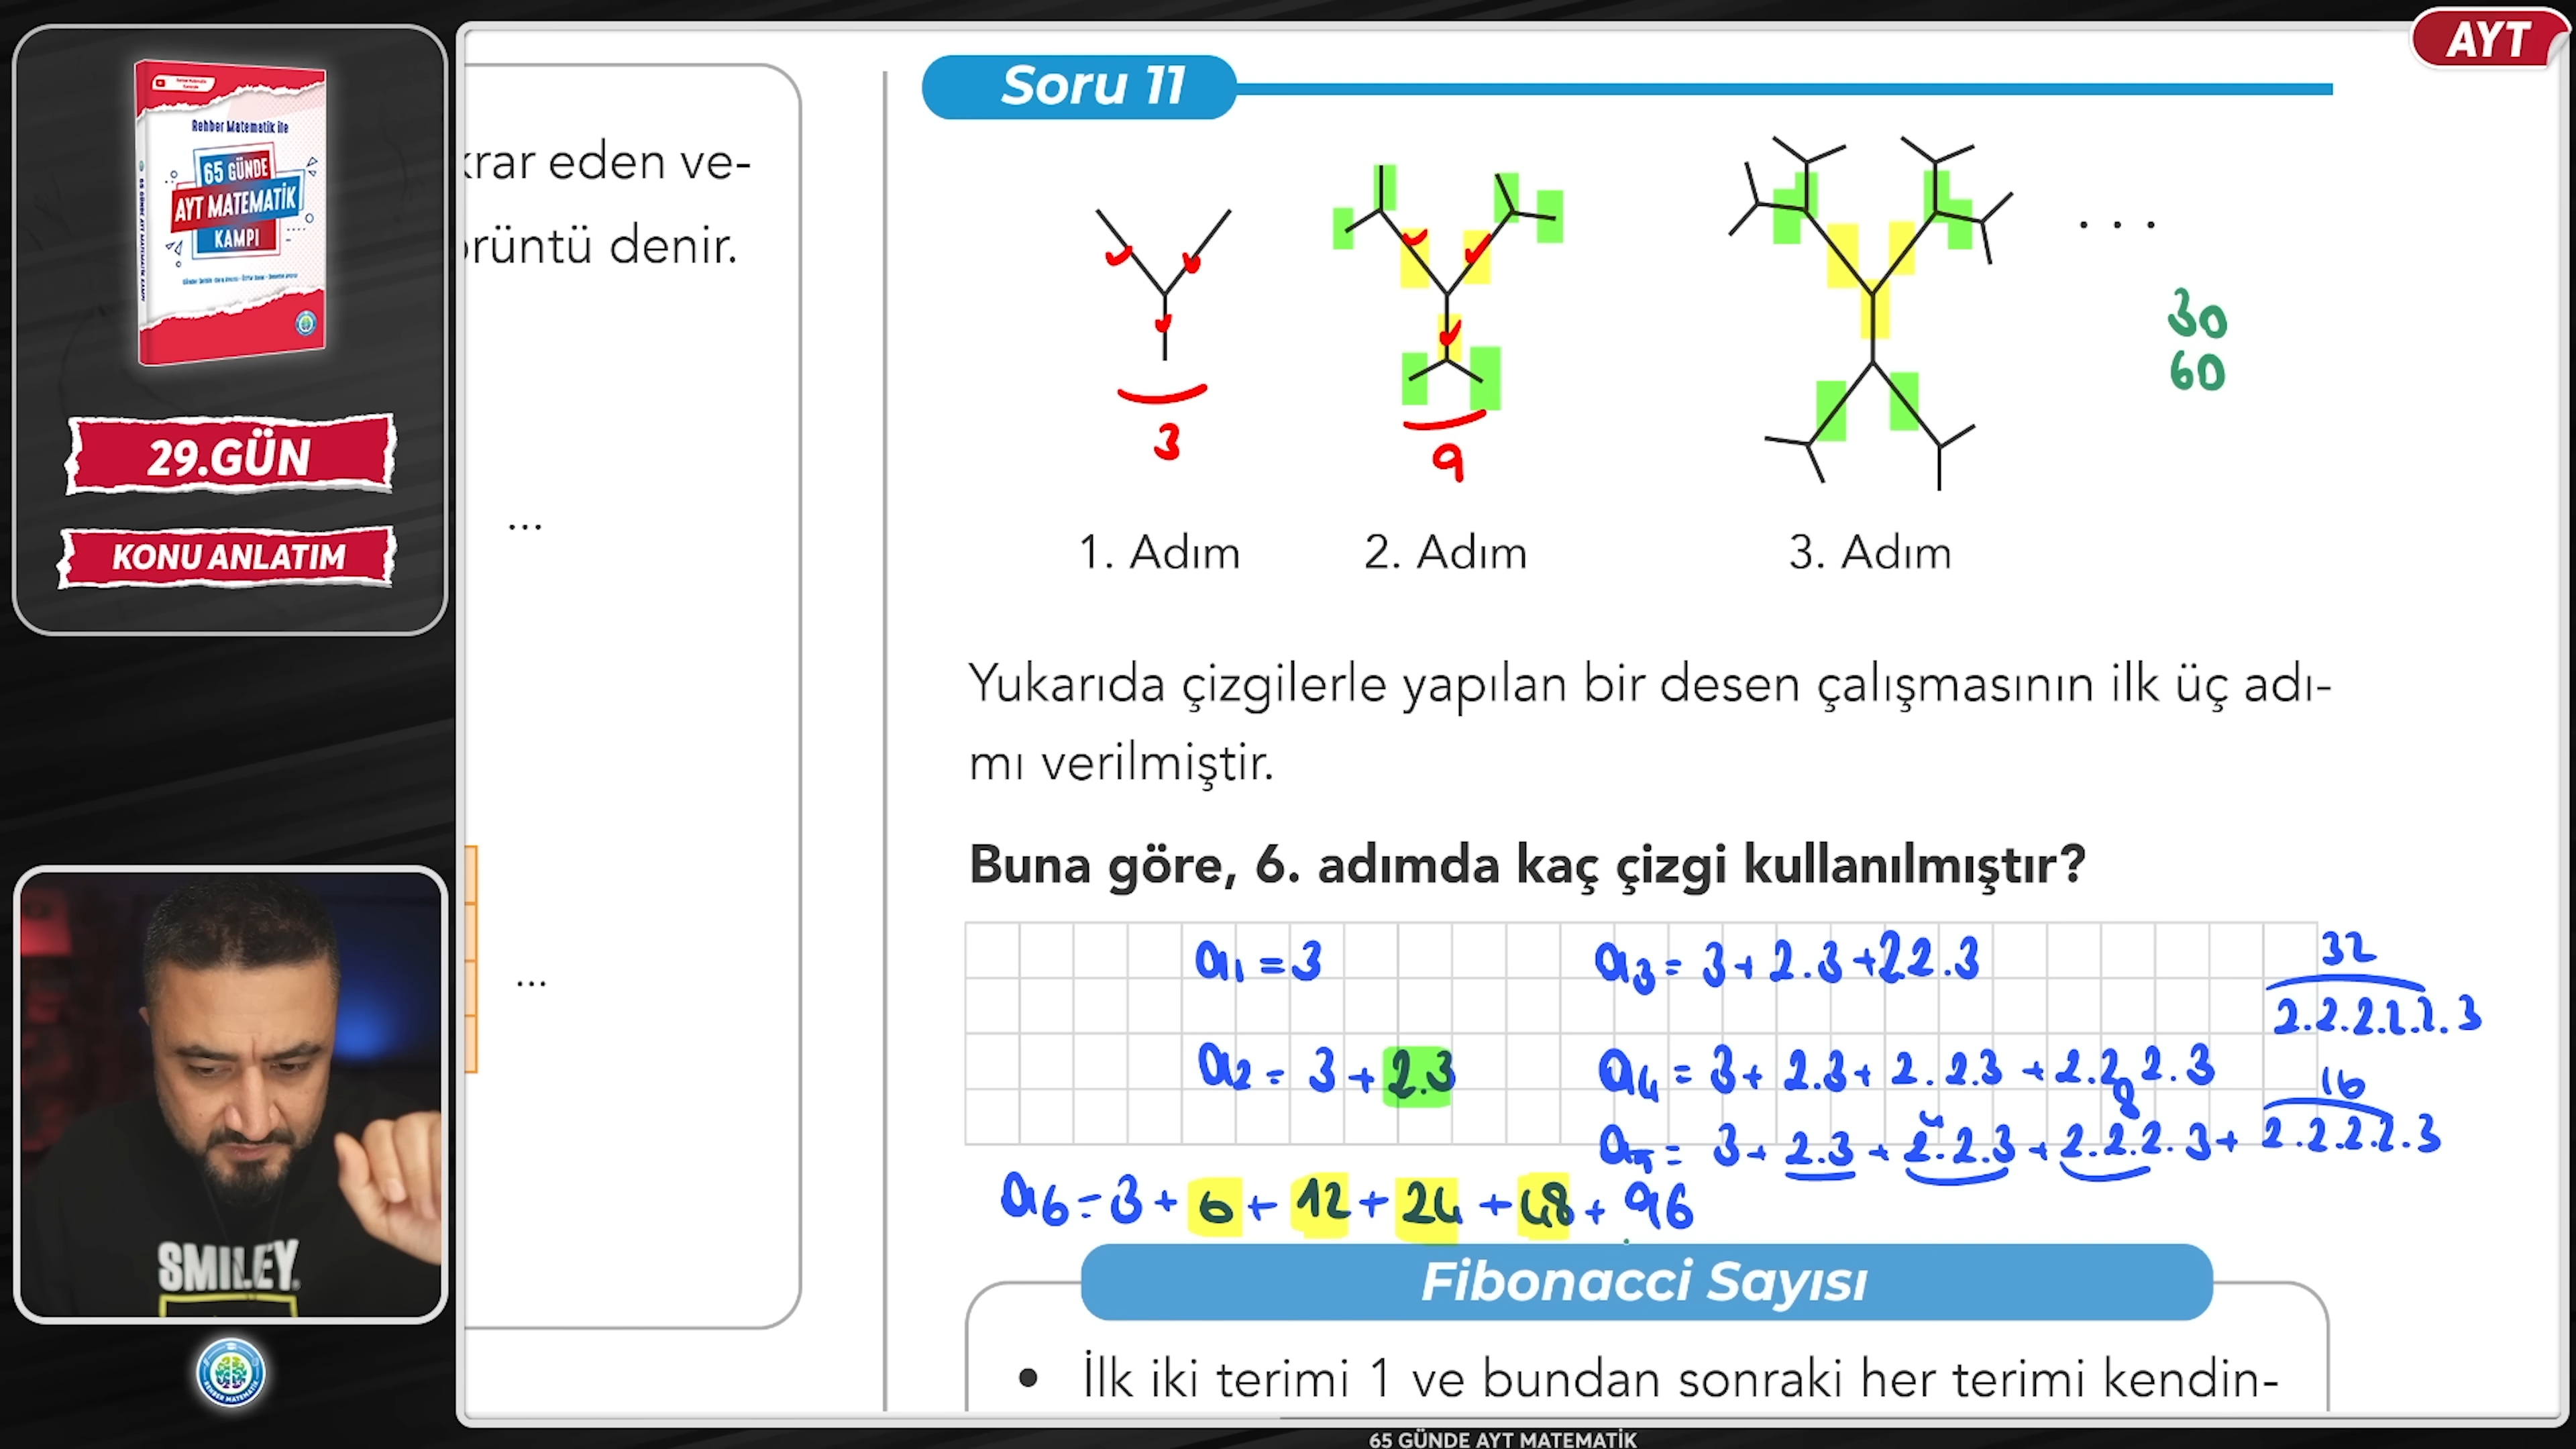 AYT
Rehber Matematik ile
65 GÜNDE
AYT MATEMATİK
KAMPI
29.GÜN
KONU ANLATIM
SMILEY
REHBER MATEMATİK
krar eden ve-
örüntü denir.
...
...
Soru 11
. . .
30
60
3
9
1. Adım 2. Adım 3. Adım
Yukarıda çizgilerle yapılan bir desen çalışmasının ilk üç adı-
mı verilmiştir.
Buna göre, 6. adımda kaç çizgi kullanılmıştır?
a1 = 3 a3 = 3 + 2.3 + 2.2.3 32
2.2.2.2.2.3
a2 = 3 + 2.3 a4 = 3 + 2.3 + 2.2.3 + 2.2.2.3
4 8 16
a5 = 3 + 2.3 + 2.2.3 + 2.2.2.3 + 2.2.2.2.3
a6 = 3 + 6 + 12 + 24 + 48 + 96
Fibonacci Sayısı
• İlk iki terimi 1 ve bundan sonraki her terimi kendin-
65 GÜNDE AYT MATEMATİK